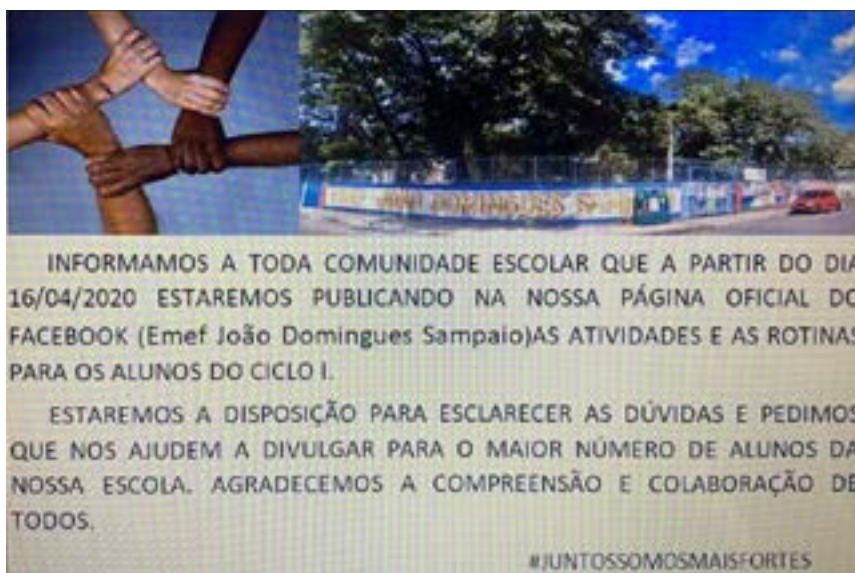 JOÃO DOMINGUES S
INFORMAMOS A TODA COMUNIDADE ESCOLAR QUE A PARTIR DO DIA
16/04/2020 ESTAREMOS PUBLICANDO NA NOSSA PÁGINA OFICIAL DO
FACEBOOK (Emef João Domingues Sampaio)AS ATIVIDADES E AS ROTINAS
PARA OS ALUNOS DO CICLO I.
ESTAREMOS A DISPOSIÇÃO PARA ESCLARECER AS DÚVIDAS E PEDIMOS
QUE NOS AJUDEM A DIVULGAR PARA O MAIOR NÚMERO DE ALUNOS DA
NOSSA ESCOLA. AGRADECEMOS A COMPREENSÃO E COLABORAÇÃO DE
TODOS.
#JUNTOSSOMOSMAISFORTES